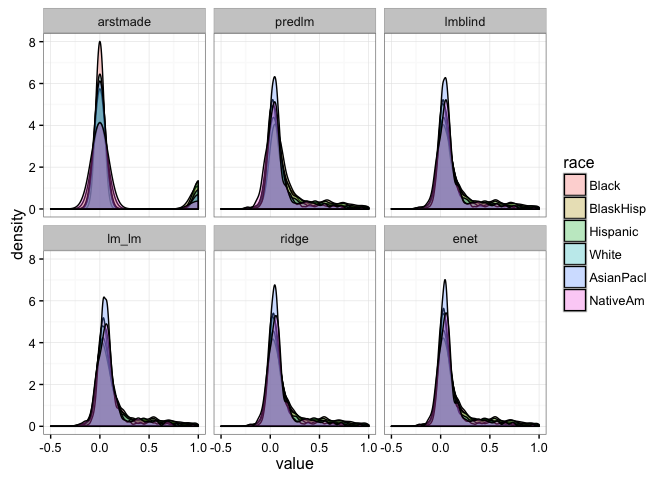 arstmade predlm lmblind
8
6
4
2
0
density
lm_lm ridge enet
8
6
4
2
0
-0.5 0.0 0.5 1.0 -0.5 0.0 0.5 1.0 -0.5 0.0 0.5 1.0
value
race
Black
BlaskHisp
Hispanic
White
AsianPacI
NativeAm